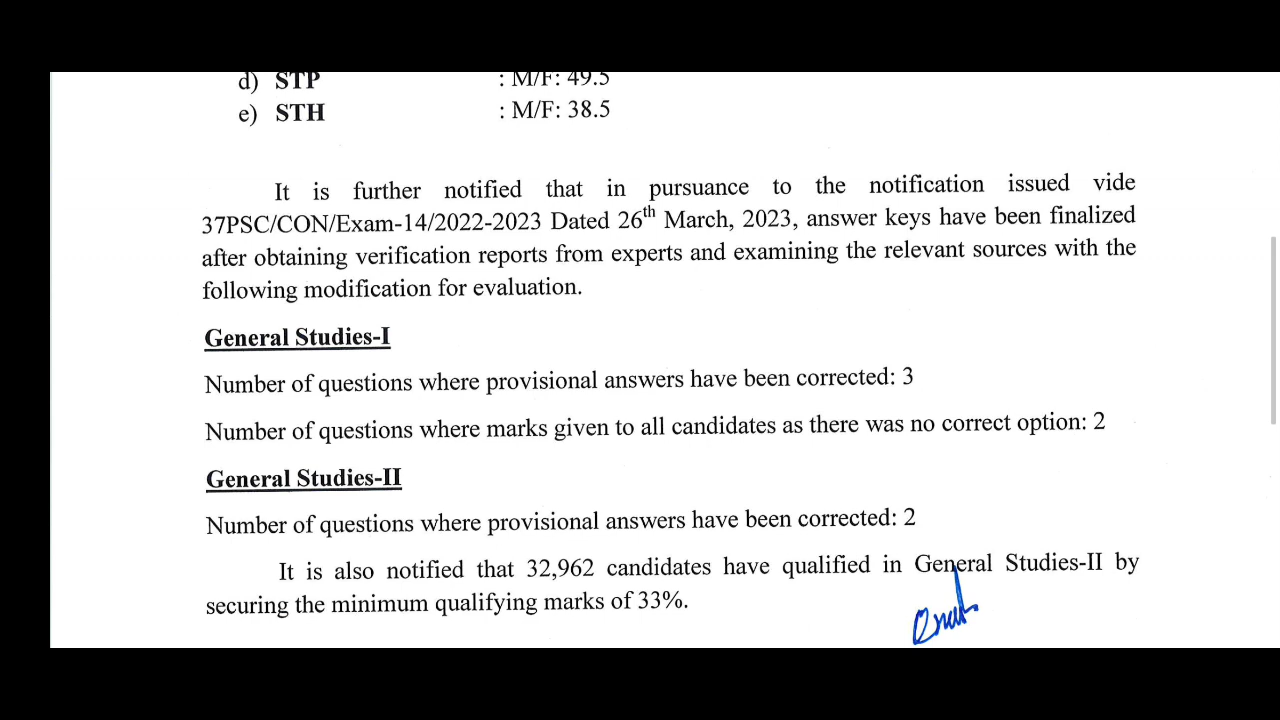 d) STP : M/F: 49.5
e) STH : M/F: 38.5
It is further notified that in pursuance to the notification issued vide
37PSC/CON/Exam-14/2022-2023 Dated 26th March, 2023, answer keys have been finalized
after obtaining verification reports from experts and examining the relevant sources with the
following modification for evaluation.
General Studies-I
Number of questions where provisional answers have been corrected: 3
Number of questions where marks given to all candidates as there was no correct option: 2
General Studies-II
Number of questions where provisional answers have been corrected: 2
It is also notified that 32,962 candidates have qualified in General Studies-II by
securing the minimum qualifying marks of 33%.